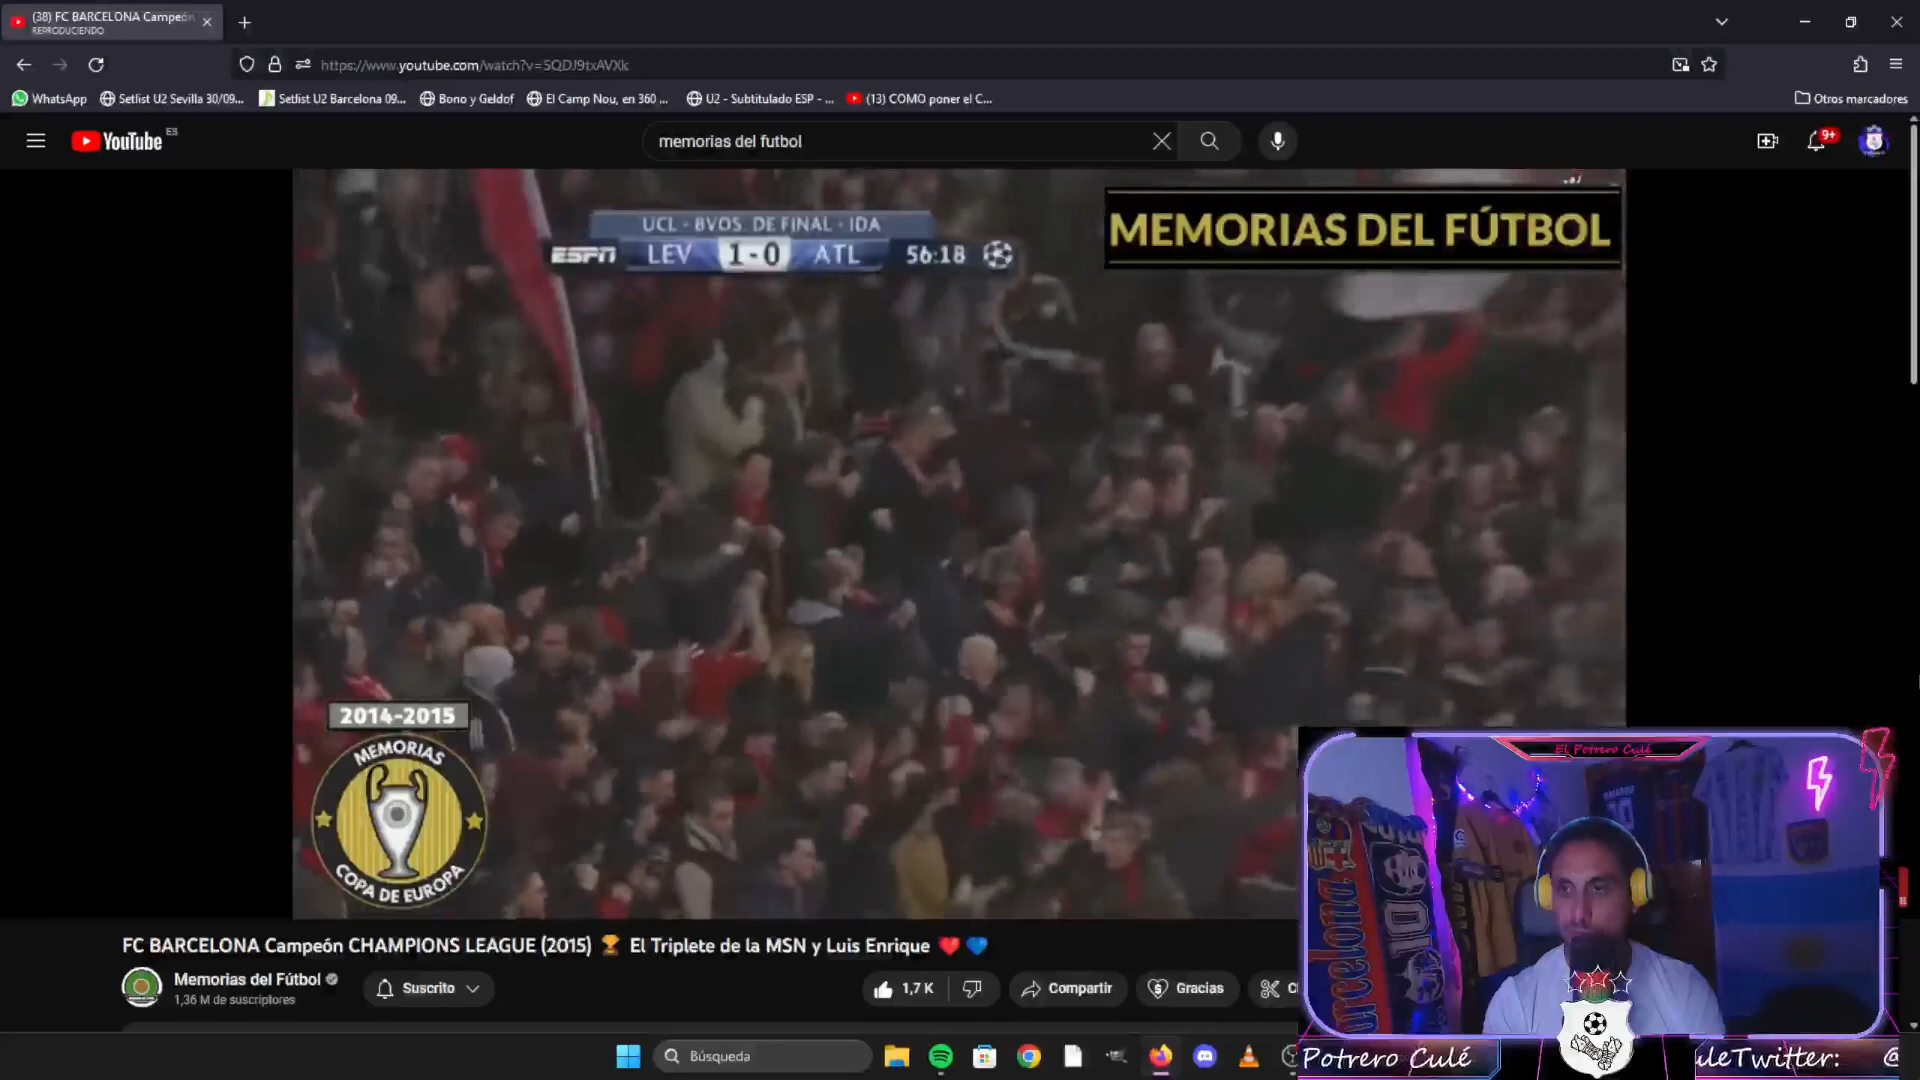 (38) FC BARCELONA Campeón
REPRODUCIENDO
https://www.youtube.com/watch?v=5QDJ9txAVXk
WhatsApp
Setlist U2 Sevilla 30/09...
Setlist U2 Barcelona 09...
Bono y Geldof
El Camp Nou, en 360 ...
U2 - Subtitulado ESP - ...
(13) COMO poner el C...
Otros marcadores
YouTube ES
memorias del futbol
9+
UCL - 8VOS. DE FINAL - IDA
ESPN LEV 1-0 ATL 56:18
MEMORIAS DEL FÚTBOL
2014-2015
MEMORIAS
COPA DE EUROPA
El Potrero Culé
FC BARCELONA Campeón CHAMPIONS LEAGUE (2015) 🏆 El Triplete de la MSN y Luis Enrique ❤️💙
Memorias del Fútbol
1,36 M de suscriptores
Suscrito
1,7 K
Compartir
Gracias
Búsqueda
Potrero Culé
uleTwitter: @